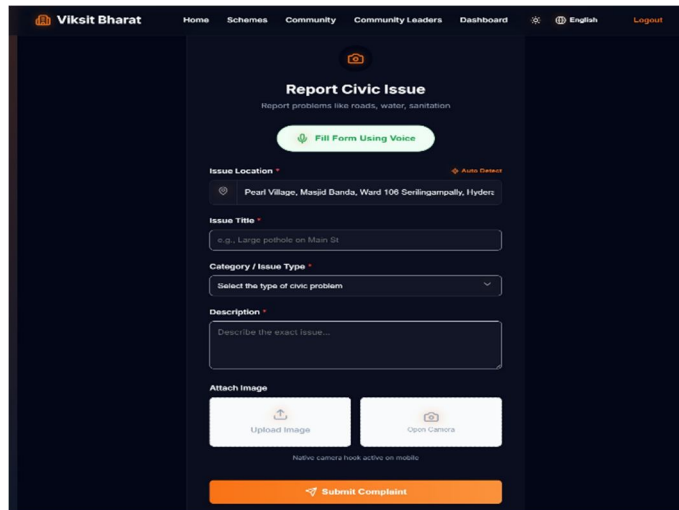 Viksit Bharat Home Schemes Community Community Leaders Dashboard English Logout
Report Civic Issue
Report problems like roads, water, sanitation
Fill Form Using Voice
Issue Location * Auto Detect
Pearl Village, Masjid Banda, Ward 106 Serilingampally, Hydera
Issue Title *
e.g., Large pothole on Main St
Category / Issue Type *
Select the type of civic problem
Description *
Describe the exact issue...
Attach Image
Upload Image Open Camera
Native camera hook active on mobile
Submit Complaint